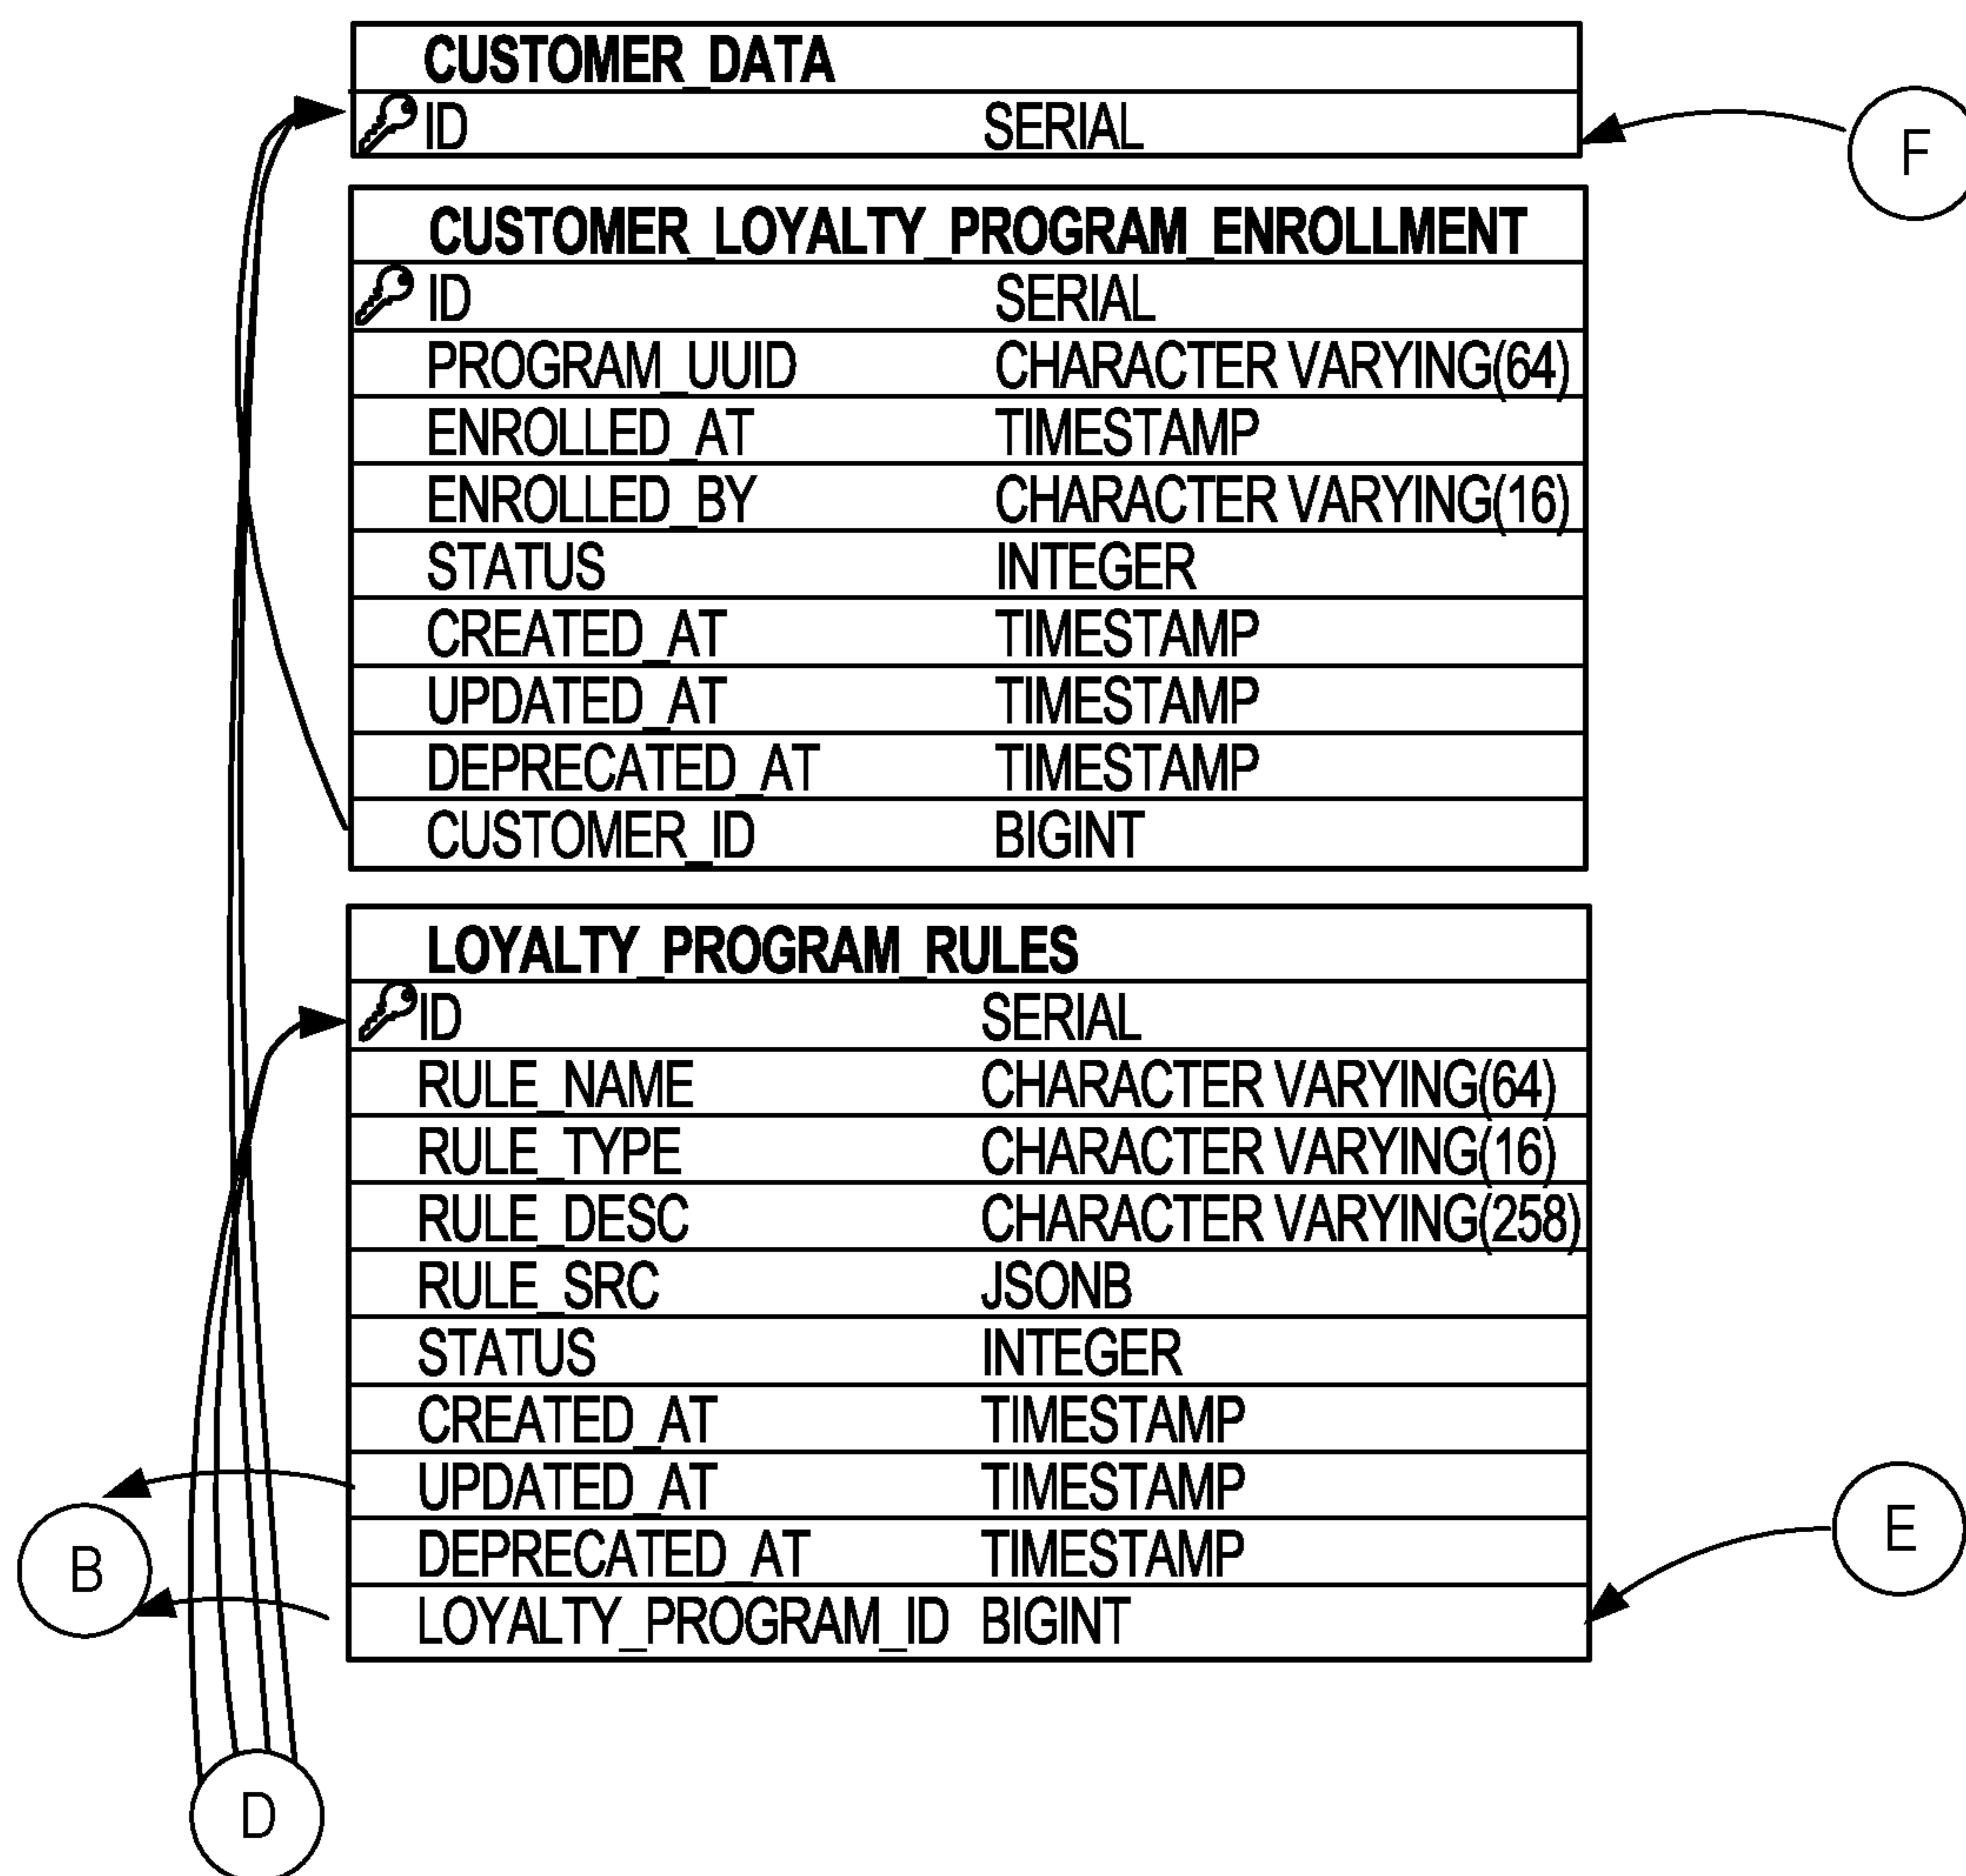 CUSTOMER_DATA
ID SERIAL
F
CUSTOMER_LOYALTY_PROGRAM_ENROLLMENT
ID SERIAL
PROGRAM_UUID CHARACTER VARYING(64)
ENROLLED_AT TIMESTAMP
ENROLLED_BY CHARACTER VARYING(16)
STATUS INTEGER
CREATED_AT TIMESTAMP
UPDATED_AT TIMESTAMP
DEPRECATED_AT TIMESTAMP
CUSTOMER_ID BIGINT
LOYALTY_PROGRAM_RULES
ID SERIAL
RULE_NAME CHARACTER VARYING(64)
RULE_TYPE CHARACTER VARYING(16)
RULE_DESC CHARACTER VARYING(258)
RULE_SRC JSONB
STATUS INTEGER
CREATED_AT TIMESTAMP
UPDATED_AT TIMESTAMP
DEPRECATED_AT TIMESTAMP
LOYALTY_PROGRAM_ID BIGINT
B
E
D